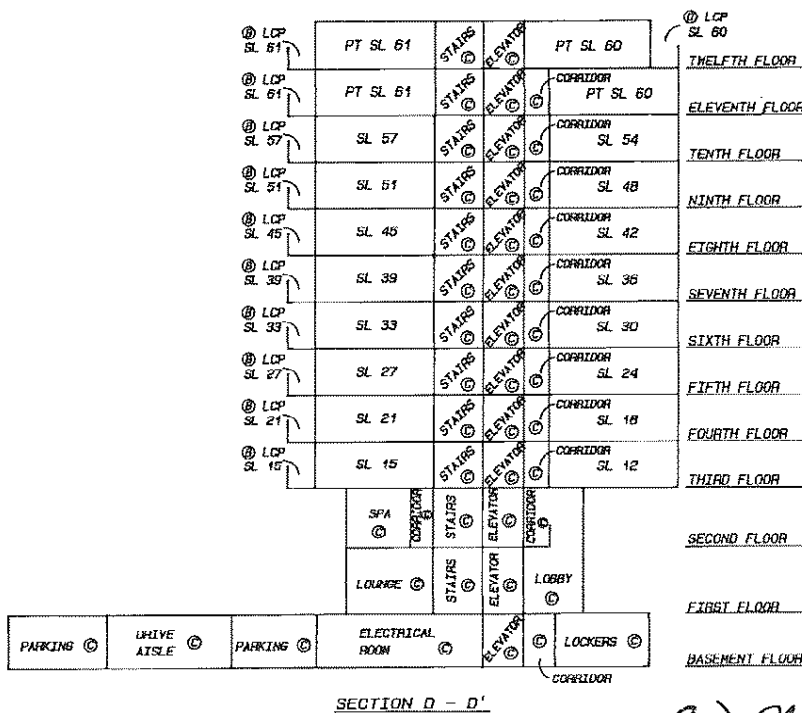 Ⓑ LCP
SL 60
Ⓑ LCP
SL 61
PT SL 61
STAIRS Ⓒ
ELEVATOR Ⓒ
PT SL 60
TWELFTH FLOOR
Ⓑ LCP
SL 61
PT SL 61
STAIRS Ⓒ
ELEVATOR Ⓒ
Ⓒ
CORRIDOR
PT SL 60
ELEVENTH FLOOR
Ⓑ LCP
SL 57
SL 57
STAIRS Ⓒ
ELEVATOR Ⓒ
Ⓒ
CORRIDOR
SL 54
TENTH FLOOR
Ⓑ LCP
SL 51
SL 51
STAIRS Ⓒ
ELEVATOR Ⓒ
Ⓒ
CORRIDOR
SL 48
NINTH FLOOR
Ⓑ LCP
SL 45
SL 45
STAIRS Ⓒ
ELEVATOR Ⓒ
Ⓒ
CORRIDOR
SL 42
EIGHTH FLOOR
Ⓑ LCP
SL 39
SL 39
STAIRS Ⓒ
ELEVATOR Ⓒ
Ⓒ
CORRIDOR
SL 36
SEVENTH FLOOR
Ⓑ LCP
SL 33
SL 33
STAIRS Ⓒ
ELEVATOR Ⓒ
Ⓒ
CORRIDOR
SL 30
SIXTH FLOOR
Ⓑ LCP
SL 27
SL 27
STAIRS Ⓒ
ELEVATOR Ⓒ
Ⓒ
CORRIDOR
SL 24
FIFTH FLOOR
Ⓑ LCP
SL 21
SL 21
STAIRS Ⓒ
ELEVATOR Ⓒ
Ⓒ
CORRIDOR
SL 18
FOURTH FLOOR
Ⓑ LCP
SL 15
SL 15
STAIRS Ⓒ
ELEVATOR Ⓒ
Ⓒ
CORRIDOR
SL 12
THIRD FLOOR
SPA
Ⓒ
CORRIDOR Ⓒ
STAIRS Ⓒ
ELEVATOR Ⓒ
CORRIDOR Ⓒ
SECOND FLOOR
LOUNGE Ⓒ
STAIRS Ⓒ
ELEVATOR Ⓒ
LOBBY
Ⓒ
FIRST FLOOR
PARKING Ⓒ
DRIVE
AISLE Ⓒ
PARKING Ⓒ
ELECTRICAL
ROOM Ⓒ
ELEVATOR Ⓒ
Ⓒ
LOCKERS Ⓒ
BASEMENT FLOOR
CORRIDOR
SECTION D - D'